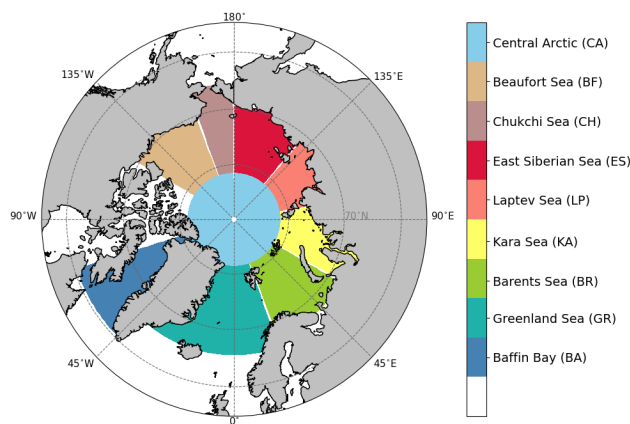 180°
135°W
135°E
90°W
70°N
90°E
45°W
45°E
0°
Central Arctic (CA)
Beaufort Sea (BF)
Chukchi Sea (CH)
East Siberian Sea (ES)
Laptev Sea (LP)
Kara Sea (KA)
Barents Sea (BR)
Greenland Sea (GR)
Baffin Bay (BA)